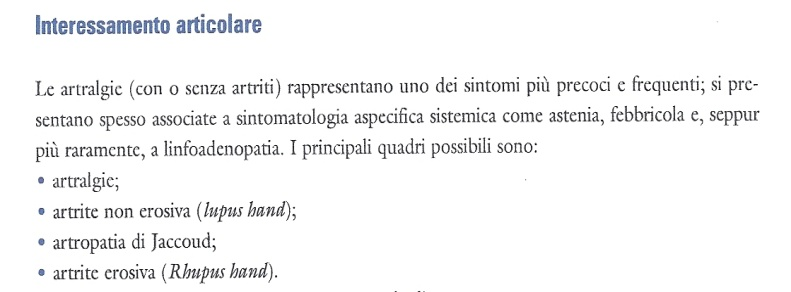 Interessamento articolare
Le artralgie (con o senza artriti) rappresentano uno dei sintomi più precoci e frequenti; si pre-
sentano spesso associate a sintomatologia aspecifica sistemica come astenia, febbricola e, seppur
più raramente, a linfoadenopatia. I principali quadri possibili sono:
• artralgie;
• artrite non erosiva (lupus hand);
• artropatia di Jaccoud;
• artrite erosiva (Rhupus hand).